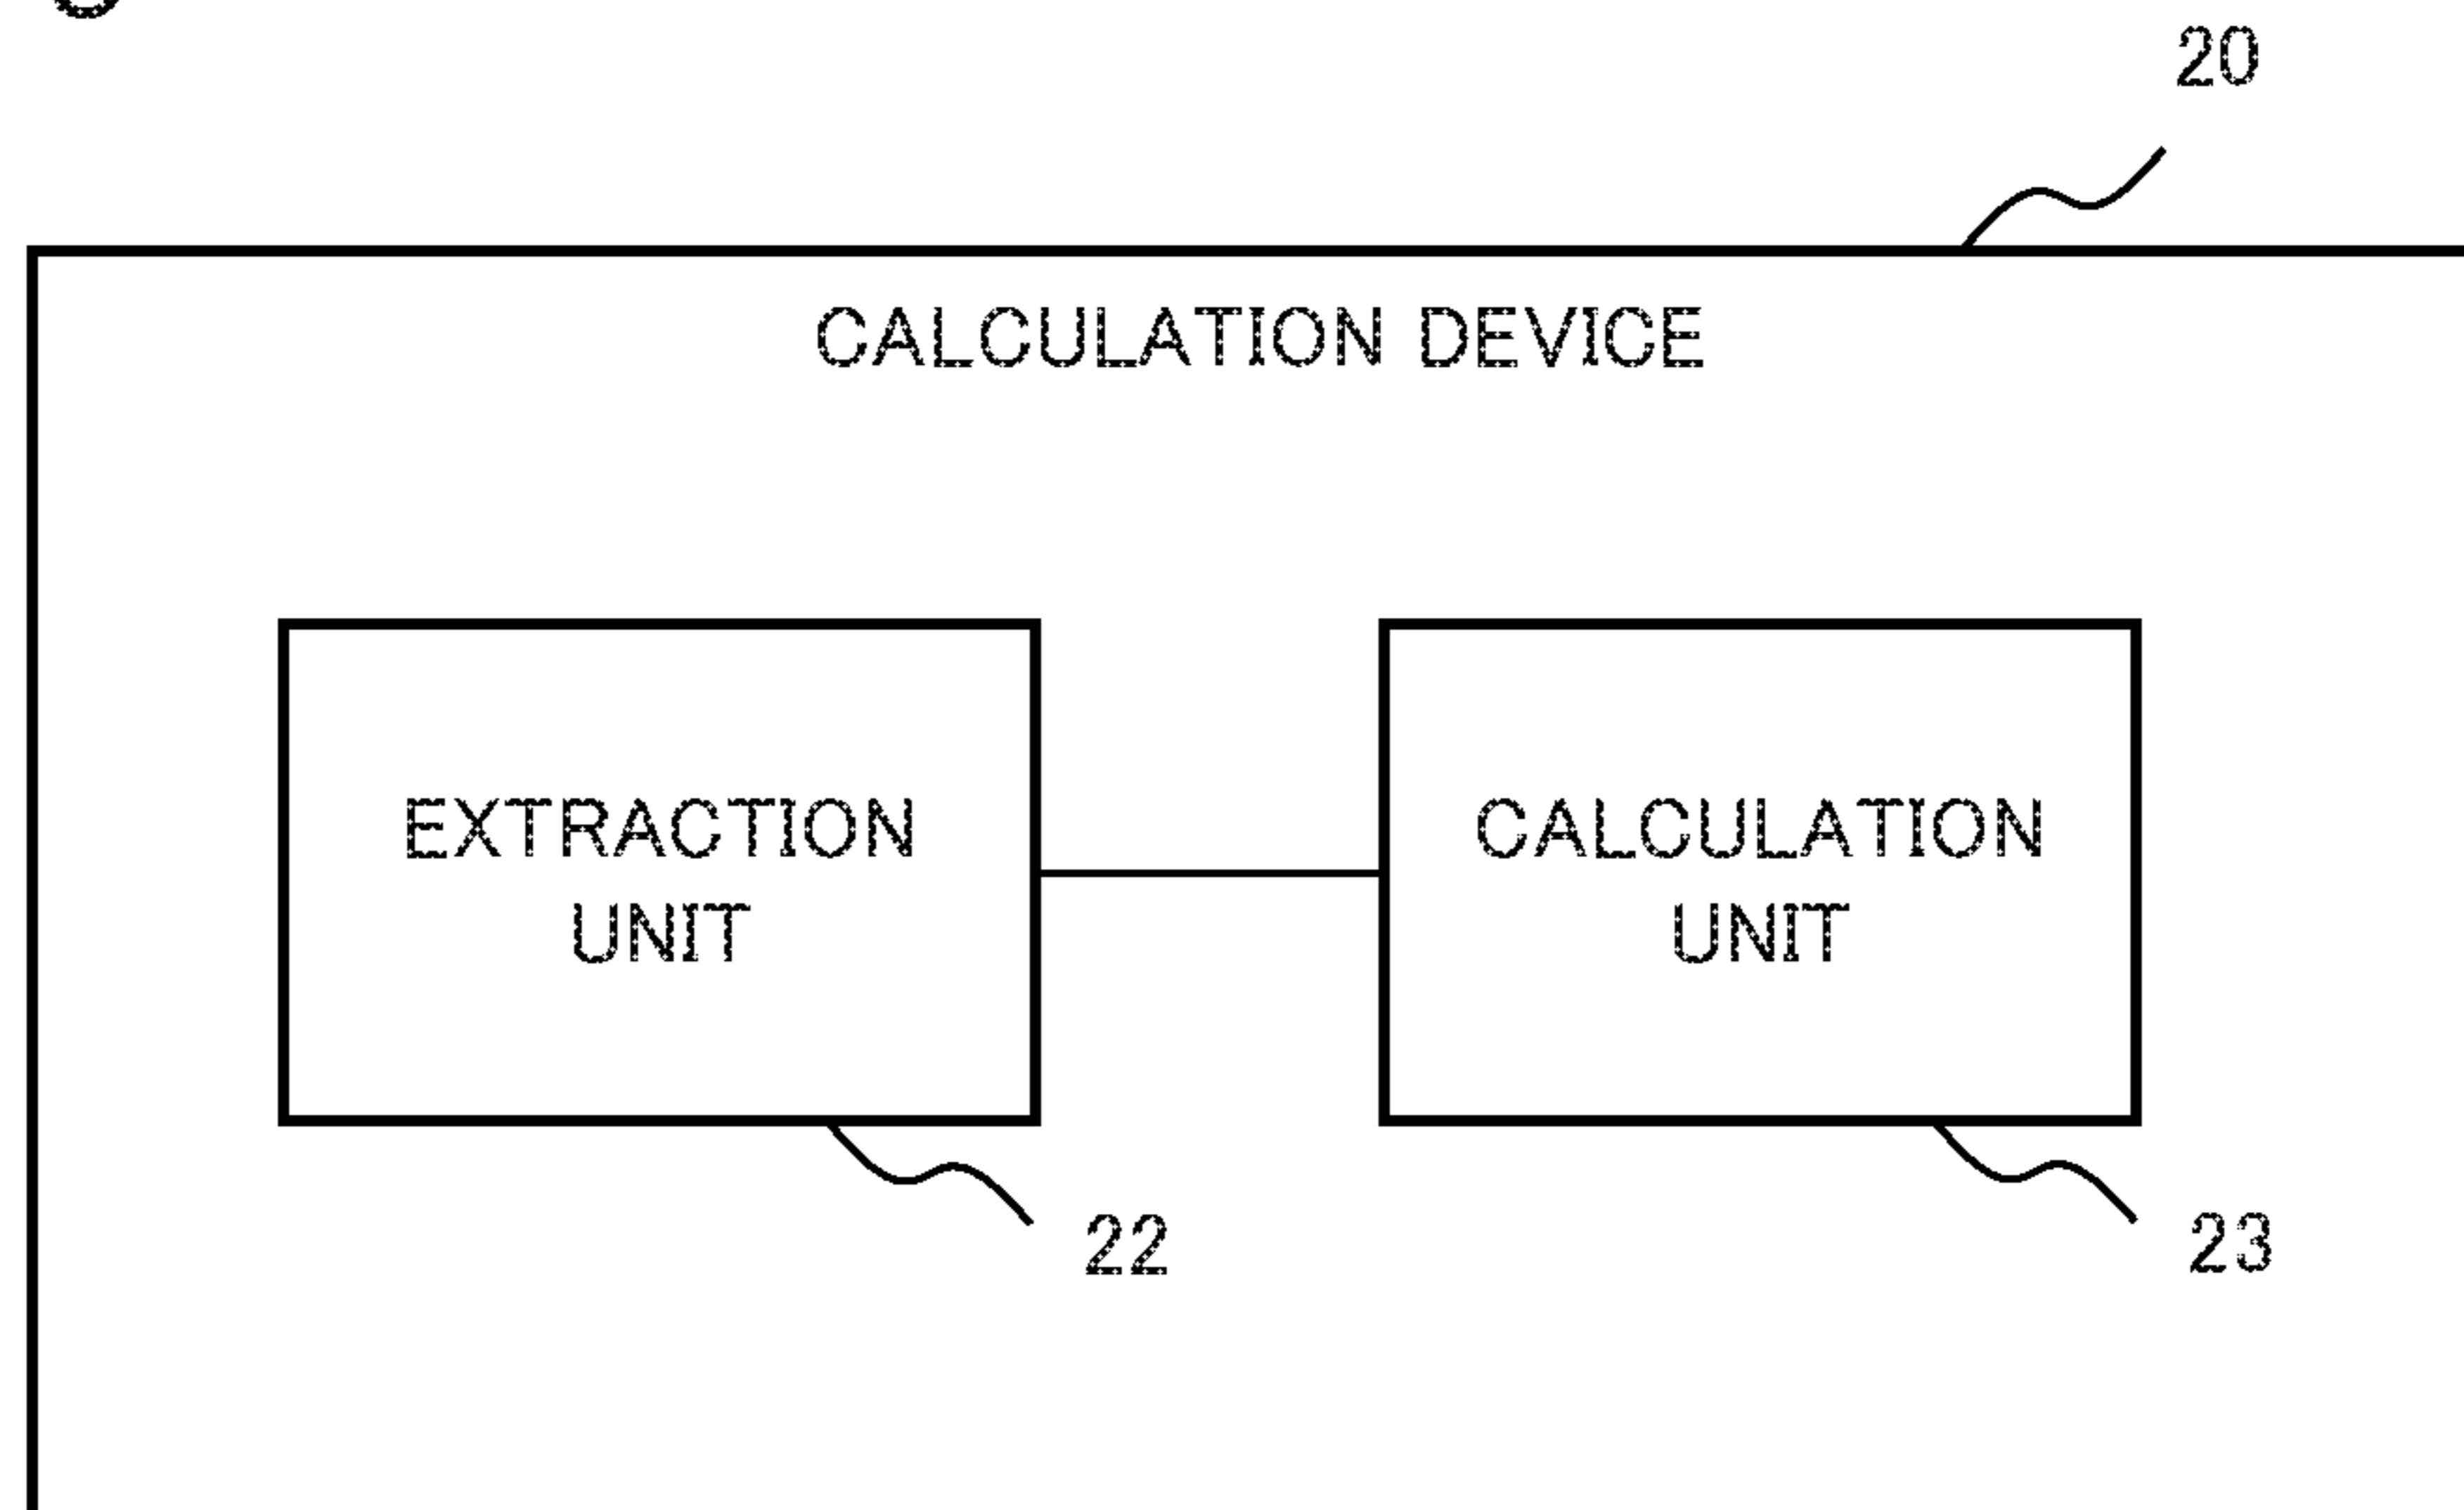 20
CALCULATION DEVICE
EXTRACTION
UNIT
CALCULATION
UNIT
22
23